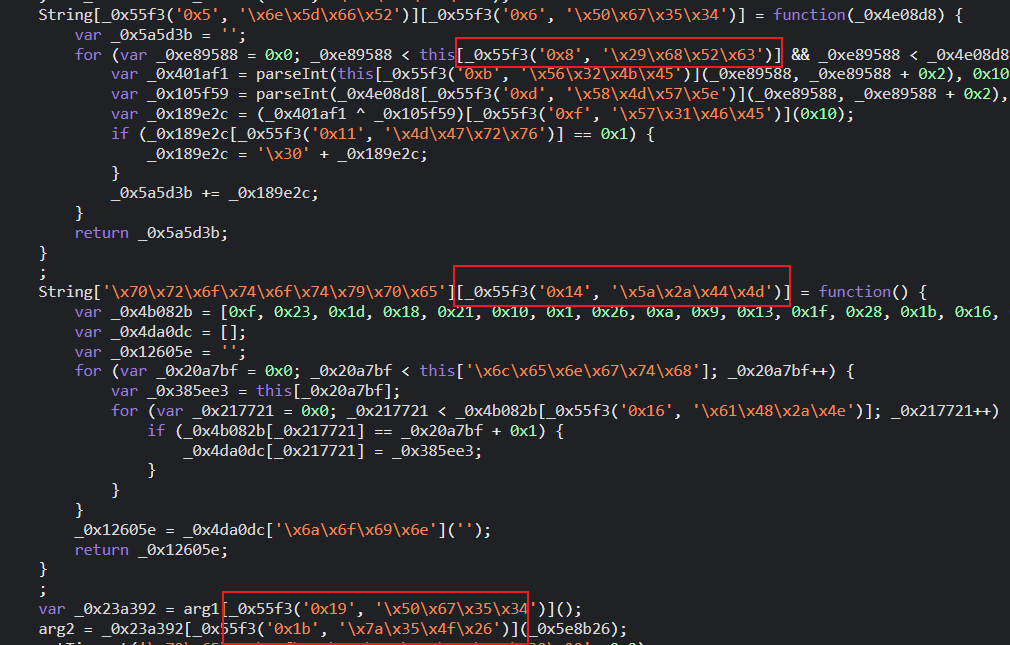 String[_0x55f3('0x5', '\x6e\x5d\x66\x52')][_0x55f3('0x6', '\x50\x67\x35\x34')] = function(_0x4e08d8) {
var _0x5a5d3b = '';
for (var _0xe89588 = 0x0; _0xe89588 < this[_0x55f3('0x8', '\x29\x68\x52\x63')] && _0xe89588 < _0x4e08d8
var _0x401af1 = parseInt(this[_0x55f3('0xb', '\x56\x32\x4b\x45')](_0xe89588, _0xe89588 + 0x2), 0x10
var _0x105f59 = parseInt(_0x4e08d8[_0x55f3('0xd', '\x58\x4d\x57\x5e')](_0xe89588, _0xe89588 + 0x2),
var _0x189e2c = (_0x401af1 ^ _0x105f59)[_0x55f3('0xf', '\x57\x31\x46\x45')](0x10);
if (_0x189e2c[_0x55f3('0x11', '\x4d\x47\x72\x76')] == 0x1) {
_0x189e2c = '\x30' + _0x189e2c;
}
_0x5a5d3b += _0x189e2c;
}
return _0x5a5d3b;
}
;
String['\x70\x72\x6f\x74\x6f\x74\x79\x70\x65'][_0x55f3('0x14', '\x5a\x2a\x44\x4d')] = function() {
var _0x4b082b = [0xf, 0x23, 0x1d, 0x18, 0x21, 0x10, 0x1, 0x26, 0xa, 0x9, 0x13, 0x1f, 0x28, 0x1b, 0x16,
var _0x4da0dc = [];
var _0x12605e = '';
for (var _0x20a7bf = 0x0; _0x20a7bf < this['\x6c\x65\x6e\x67\x74\x68']; _0x20a7bf++) {
var _0x385ee3 = this[_0x20a7bf];
for (var _0x217721 = 0x0; _0x217721 < _0x4b082b[_0x55f3('0x16', '\x61\x48\x2a\x4e')]; _0x217721++)
if (_0x4b082b[_0x217721] == _0x20a7bf + 0x1) {
_0x4da0dc[_0x217721] = _0x385ee3;
}
}
}
_0x12605e = _0x4da0dc['\x6a\x6f\x69\x6e']('');
return _0x12605e;
}
;
var _0x23a392 = arg1[_0x55f3('0x19', '\x50\x67\x35\x34')]();
arg2 = _0x23a392[_0x55f3('0x1b', '\x7a\x35\x4f\x26')](_0x5e8b26);